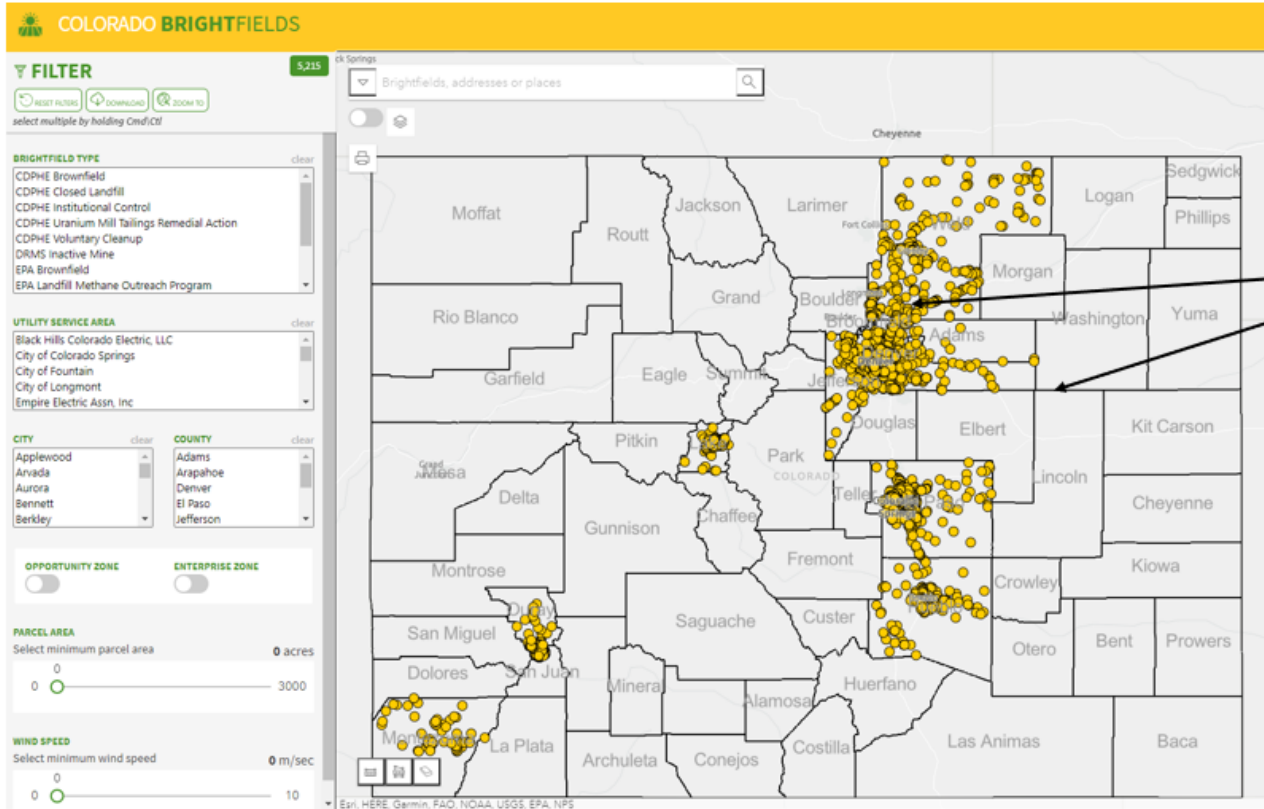 COLORADO BRIGHTFIELDS
FILTER
5,215
RESET FILTERS
DOWNLOAD
ZOOM TO
select multiple by holding Cmd\Ctl
BRIGHTFIELD TYPE
clear
CDPHE Brownfield
CDPHE Closed Landfill
CDPHE Institutional Control
CDPHE Uranium Mill Tailings Remedial Action
CDPHE Voluntary Cleanup
DRMS Inactive Mine
EPA Brownfield
EPA Landfill Methane Outreach Program
UTILITY SERVICE AREA
clear
Black Hills Colorado Electric, LLC
City of Colorado Springs
City of Fountain
City of Longmont
Empire Electric Assn, Inc
CITY
clear
Applewood
Arvada
Aurora
Bennett
Berkley
COUNTY
clear
Adams
Arapahoe
Denver
El Paso
Jefferson
OPPORTUNITY ZONE
ENTERPRISE ZONE
PARCEL AREA
Select minimum parcel area
0 acres
0
0
3000
WIND SPEED
Select minimum wind speed
0 m/sec
0
0
10
ck Springs
Brightfields, addresses or places
Cheyenne
Moffat
Jackson
Larimer
Logan
Sedgwick
Phillips
Routt
Morgan
Grand
Boulder
Rio Blanco
Washington
Yuma
Adams
Garfield
Eagle
Summit
Douglas
Elbert
Kit Carson
Pitkin
Park
COLORADO
Lincoln
Mesa
Delta
Teller
Chaffee
Cheyenne
Gunnison
Fremont
Montrose
Kiowa
Crowley
Saguache
Custer
San Miguel
Otero
Bent
Prowers
Dolores
San Juan
Mineral
Huerfano
Alamosa
La Plata
Archuleta
Conejos
Costilla
Las Animas
Baca
Esri, HERE, Garmin, FAO, NOAA, USGS, EPA, NPS